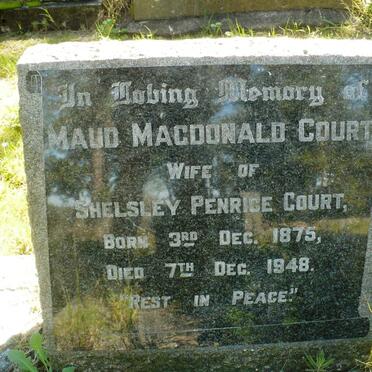 In Loving Memory of
MAUD MACDONALD COURT
WIFE OF
SHELSLEY PENRICE COURT,
BORN 3RD DEC. 1875,
DIED 7TH DEC. 1948.
"REST IN PEACE."